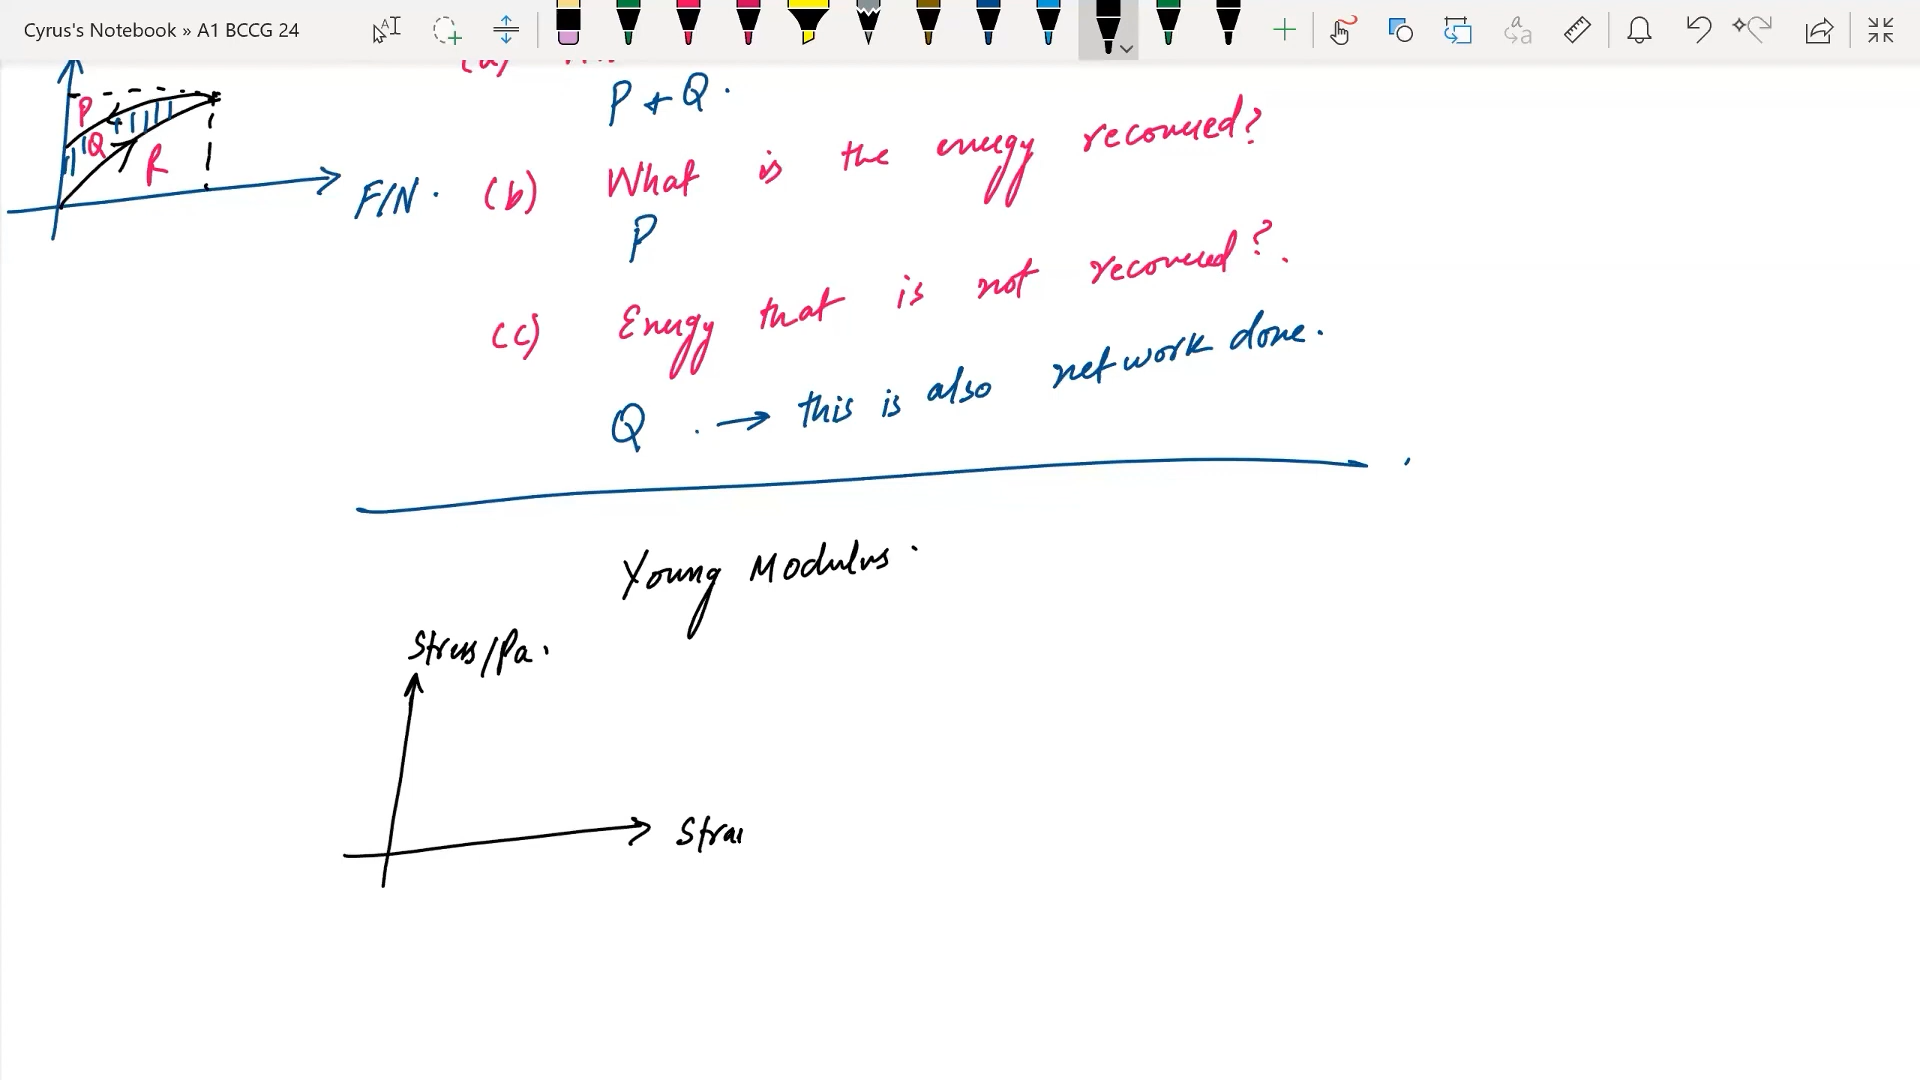 Cyrus's Notebook » A1 BCCG 24
(a)
P + Q.
P
Q
R
F/N.
(b) What is the energy recovered?
P
(c) Energy that is not recovered?.
Q. → this is also net work done.
Young Modulus.
Stress/Pa.
Strai